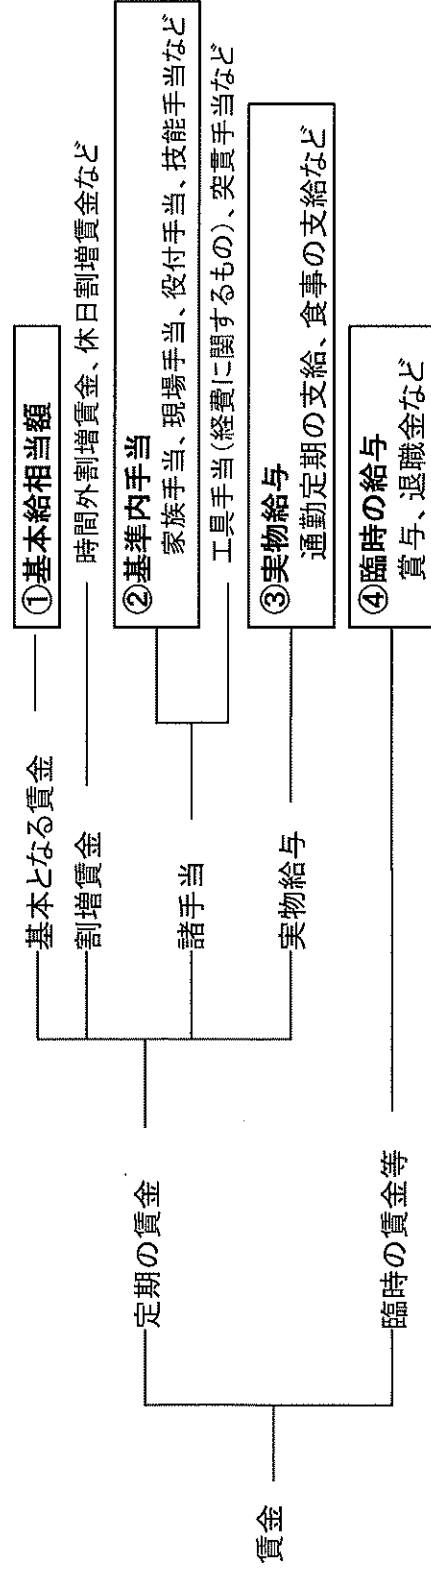 賃金
定期の賃金
基本となる賃金
①基本給相当額
割増賃金
時間外割増賃金、休日割増賃金など
諸手当
②基準内手当
家族手当、現場手当、役付手当、技能手当など
工具手当(経費に関するもの)、突貫手当など
実物給与
③実物給与
通勤定期の支給、食事の支給など
臨時の賃金等
④臨時の給与
賞与、退職金など